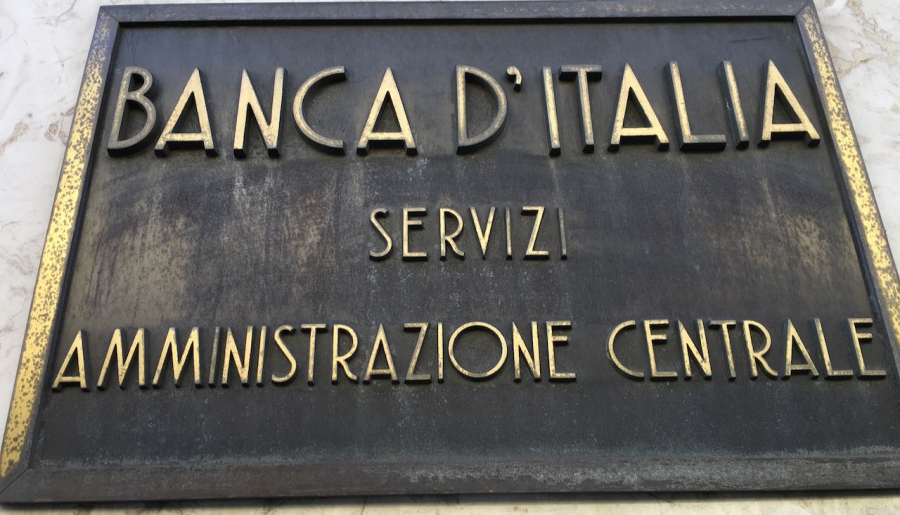 BANCA D'ITALIA
SERVIZI
AMMINISTRAZIONE CENTRALE